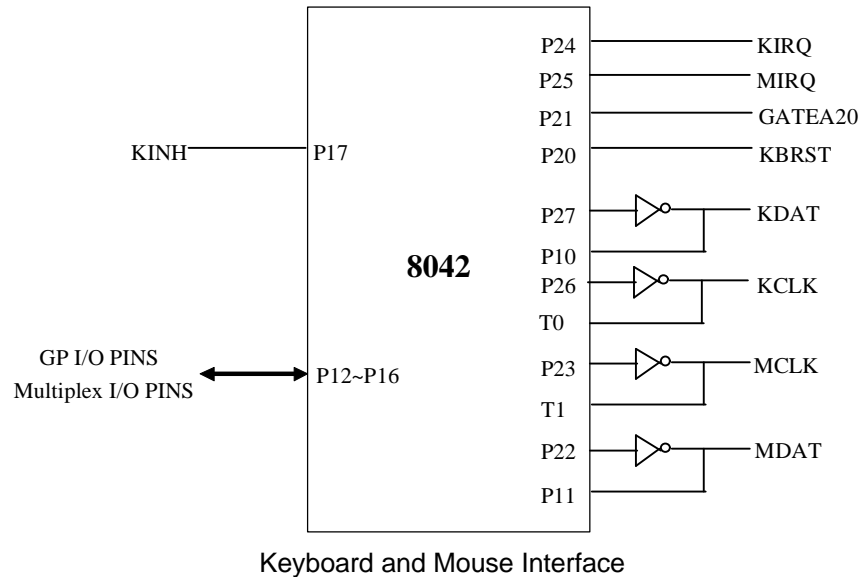 P24 KIRQ
P25 MIRQ
P21 GATEA20
KINH P17 P20 KBRST
P27 KDAT
P10
8042
P26 KCLK
T0
GP I/O PINS
Multiplex I/O PINS
P12~P16
P23 MCLK
T1
P22 MDAT
P11
Keyboard and Mouse Interface